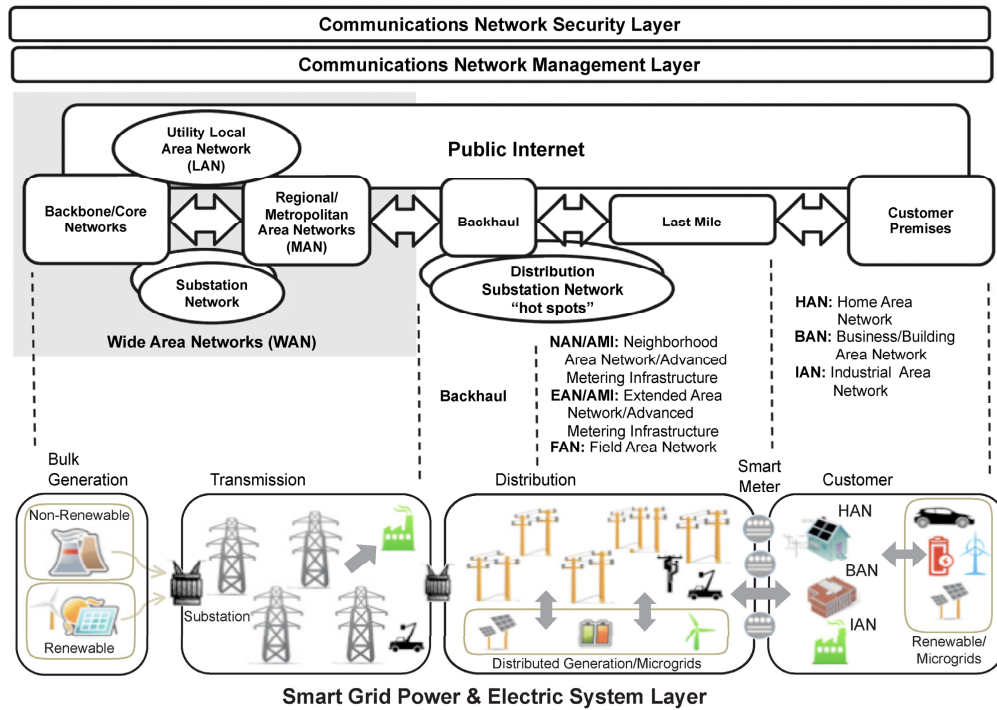 Communications Network Security Layer
Communications Network Management Layer
Utility Local
Area Network
(LAN)
Public Internet
Backbone/Core
Networks
Regional/
Metropolitan
Area Networks
(MAN)
Backhaul
Last Mile
Customer
Premises
Substation
Network
Distribution
Substation Network
“hot spots”
Wide Area Networks (WAN)
HAN: Home Area
Network
BAN: Business/Building
Area Network
IAN: Industrial Area
Network
Backhaul
NAN/AMI: Neighborhood
Area Network/Advanced
Metering Infrastructure
EAN/AMI: Extended Area
Network/Advanced
Metering Infrastructure
FAN: Field Area Network
Bulk
Generation
Transmission
Distribution
Smart
Meter
Customer
Non-Renewable
Renewable
Substation
Distributed Generation/Microgrids
HAN
BAN
IAN
Renewable/
Microgrids
Smart Grid Power & Electric System Layer